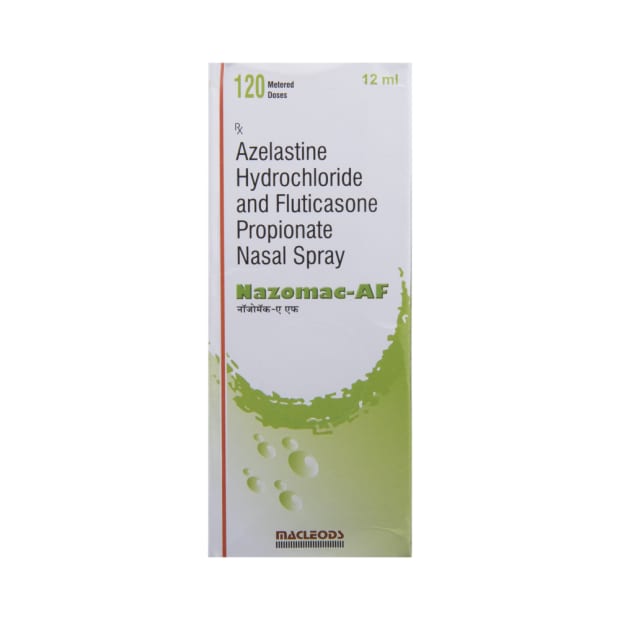 120 Metered
Doses
12 ml
℞
Azelastine
Hydrochloride
and Fluticasone
Propionate
Nasal Spray
Nazomac-AF
नॉजोमॅक-ए एफ
MACLEODS